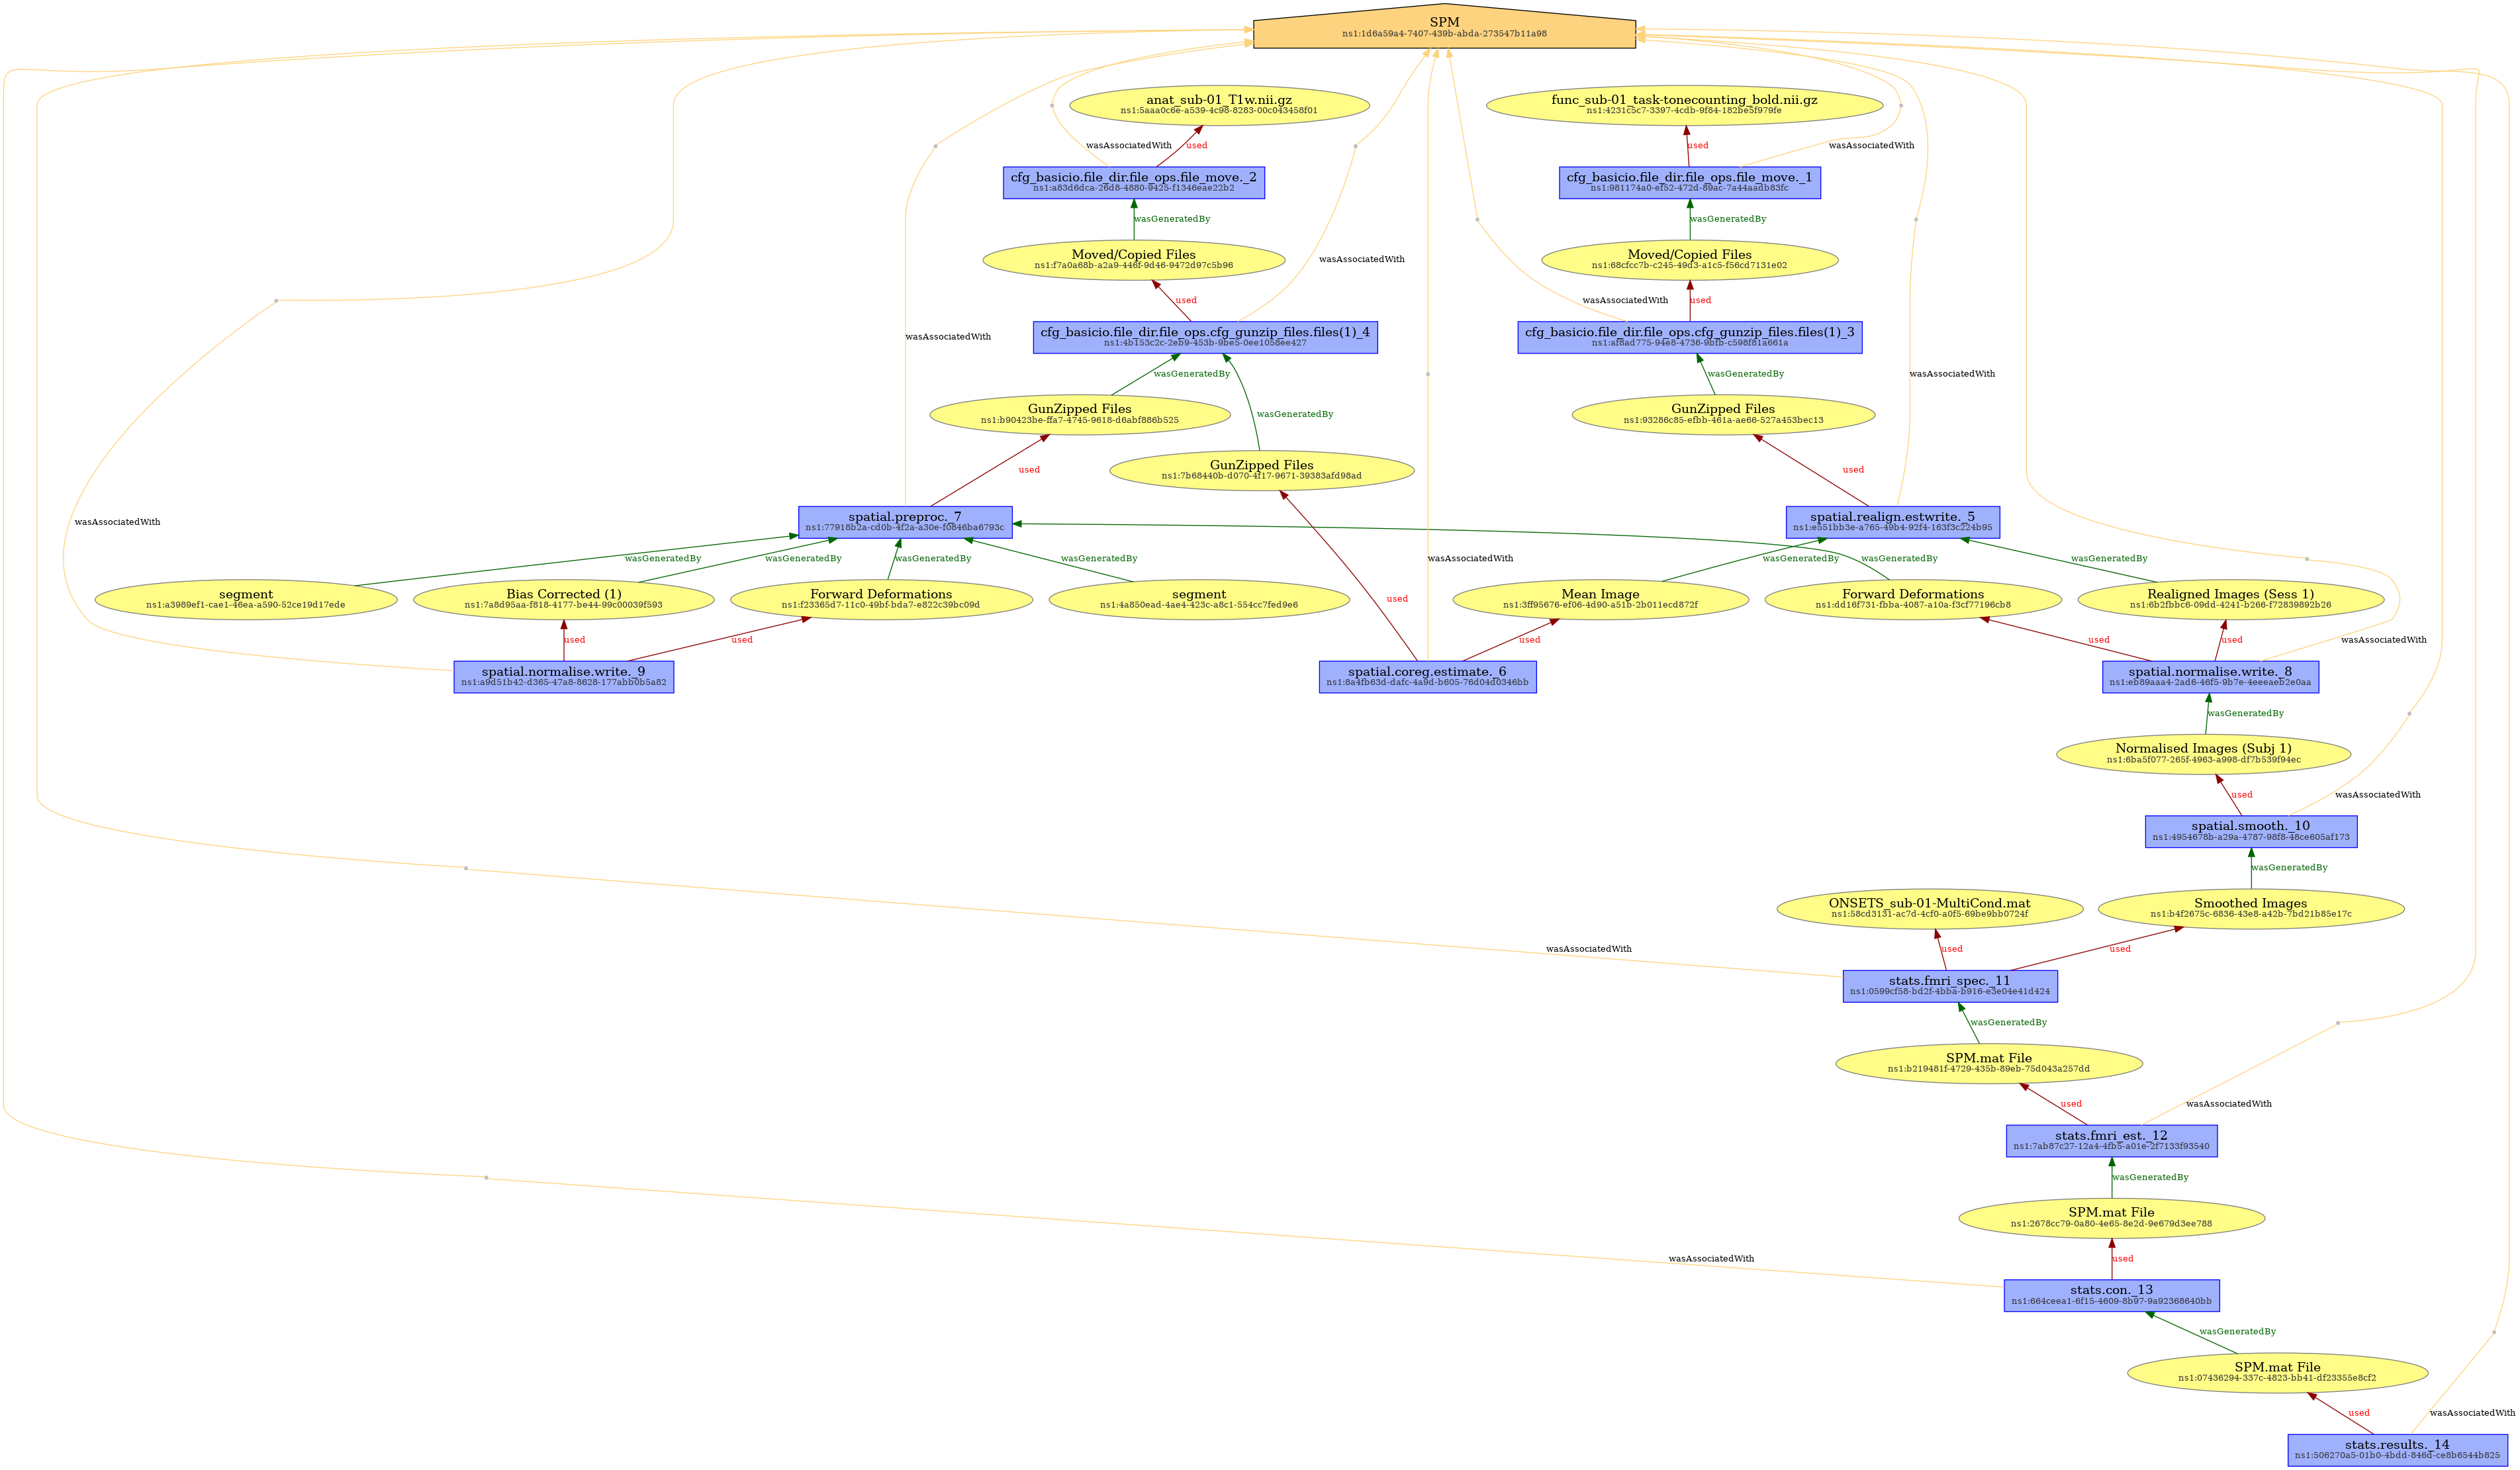 SPM
ns1:1d6a59a4-7407-439b-abda-273547b11a98
anat_sub-01_T1w.nii.gz
ns1:5aaa0c6e-a539-4c98-8283-00c043458f01
func_sub-01_task-tonecounting_bold.nii.gz
ns1:4231c5c7-3397-4cdb-9f84-182be5f979fe
wasAssociatedWith
used
used
wasAssociatedWith
cfg_basicio.file_dir.file_ops.file_move._2
ns1:a83d6dca-26d8-4880-9425-f1346eae22b2
cfg_basicio.file_dir.file_ops.file_move._1
ns1:981174a0-ef52-472d-89ac-7a44aadb83fc
wasGeneratedBy
wasGeneratedBy
Moved/Copied Files
ns1:f7a0a68b-a2a9-446f-9d46-9472d97c5b96
wasAssociatedWith
Moved/Copied Files
ns1:68cfcc7b-c245-49d3-a1c5-f56cd7131e02
used
wasAssociatedWith
used
wasAssociatedWith
cfg_basicio.file_dir.file_ops.cfg_gunzip_files.files(1)_4
ns1:4b153c2c-2eb9-453b-9be5-0ee1058ee427
cfg_basicio.file_dir.file_ops.cfg_gunzip_files.files(1)_3
ns1:af8ad775-94e8-4736-9bfb-c598f81a661a
wasGeneratedBy
wasGeneratedBy
wasAssociatedWith
GunZipped Files
ns1:b90423be-ffa7-4745-9618-d6abf886b525
wasGeneratedBy
GunZipped Files
ns1:93286c85-efbb-461a-ae66-527a453bec13
used
GunZipped Files
ns1:7b68440b-d070-4f17-9671-39383afd98ad
used
wasAssociatedWith
spatial.preproc._7
ns1:77918b2a-cd0b-4f2a-a30e-f0846ba6793c
spatial.realign.estwrite._5
ns1:e551bb3e-a765-49b4-92f4-163f3c224b95
wasGeneratedBy
wasGeneratedBy
wasGeneratedBy
wasGeneratedBy
wasAssociatedWith
wasGeneratedBy
wasGeneratedBy
wasGeneratedBy
segment
ns1:a3989ef1-cae1-46ea-a590-52ce19d17ede
Bias Corrected (1)
ns1:7a8d95aa-f818-4177-be44-99c00039f593
Forward Deformations
ns1:f23365d7-11c0-49bf-bda7-e822c39bc09d
segment
ns1:4a850ead-4ae4-423c-a8c1-554cc7fed9e6
used
Mean Image
ns1:3ff95676-ef06-4d90-a51b-2b011ecd872f
Forward Deformations
ns1:dd16f731-fbba-4087-a10a-f3cf77196cb8
Realigned Images (Sess 1)
ns1:6b2fbbc6-09dd-4241-b266-f72839892b26
used
used
used
used
used
wasAssociatedWith
spatial.normalise.write._9
ns1:a9d51b42-d365-47a8-8628-177abb0b5a82
spatial.coreg.estimate._6
ns1:8a4fb63d-dafc-4a9d-b605-76d04d0346bb
spatial.normalise.write._8
ns1:eb89aaa4-2ad6-46f5-9b7e-4eeeaeb2e0aa
wasGeneratedBy
Normalised Images (Subj 1)
ns1:6ba5f077-265f-4963-a998-df7b539f94ec
used
wasAssociatedWith
spatial.smooth._10
ns1:4954678b-a29a-4787-98f8-48ce605af173
wasGeneratedBy
ONSETS_sub-01-MultiCond.mat
ns1:58cd3131-ac7d-4cf0-a0f5-69be9bb0724f
Smoothed Images
ns1:b4f2675c-6836-43e8-a42b-7bd21b85e17c
wasAssociatedWith
used
used
stats.fmri_spec._11
ns1:0599cf58-bd2f-4bba-b916-e3e04e41d424
wasGeneratedBy
SPM.mat File
ns1:b219481f-4729-435b-89eb-75d043a257dd
used
wasAssociatedWith
stats.fmri_est._12
ns1:7ab87c27-12a4-4fb5-a01e-2f7133f93540
wasGeneratedBy
SPM.mat File
ns1:2678cc79-0a80-4e65-8e2d-9e679d3ee788
wasAssociatedWith
used
stats.con._13
ns1:664ceea1-6f15-4609-8b97-9a92368640bb
wasGeneratedBy
SPM.mat File
ns1:07436294-337c-4823-bb41-df23355e8cf2
used
wasAssociatedWith
stats.results._14
ns1:506270a5-01b0-4bdd-846d-ce8b6544b825